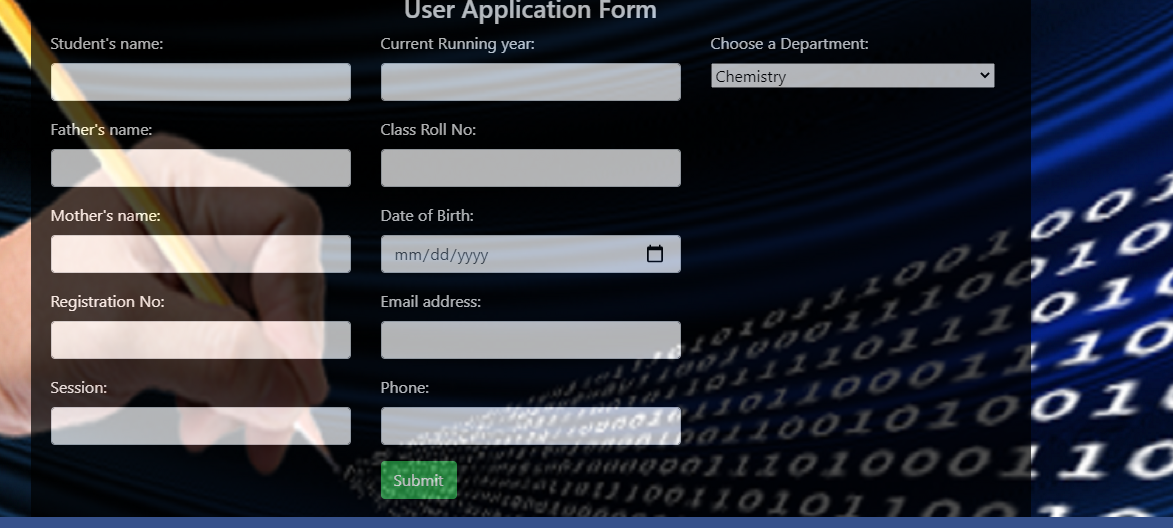 User Application Form
Student's name:
Current Running year:
Choose a Department:
Chemistry
Father's name:
Class Roll No:
Mother's name:
Date of Birth:
mm/dd/yyyy
Registration No:
Email address:
Session:
Phone:
Submit